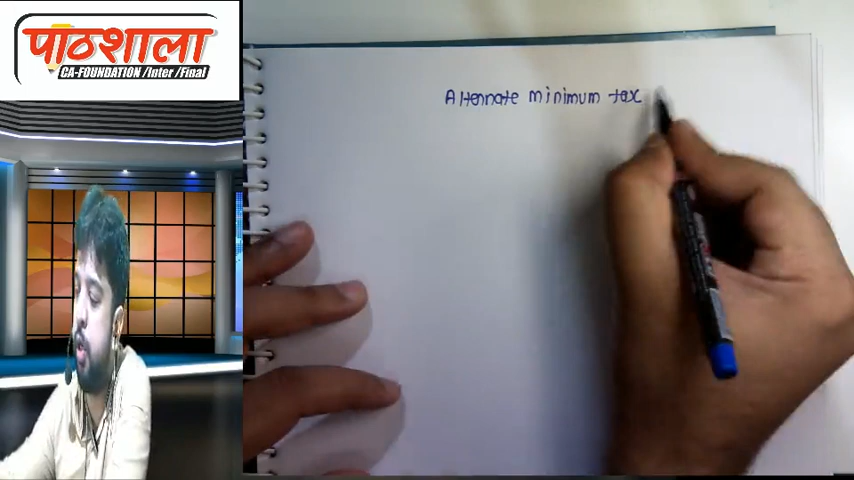 पाठशाला
CA-FOUNDATION/Inter/Final
Alternate minimum tax